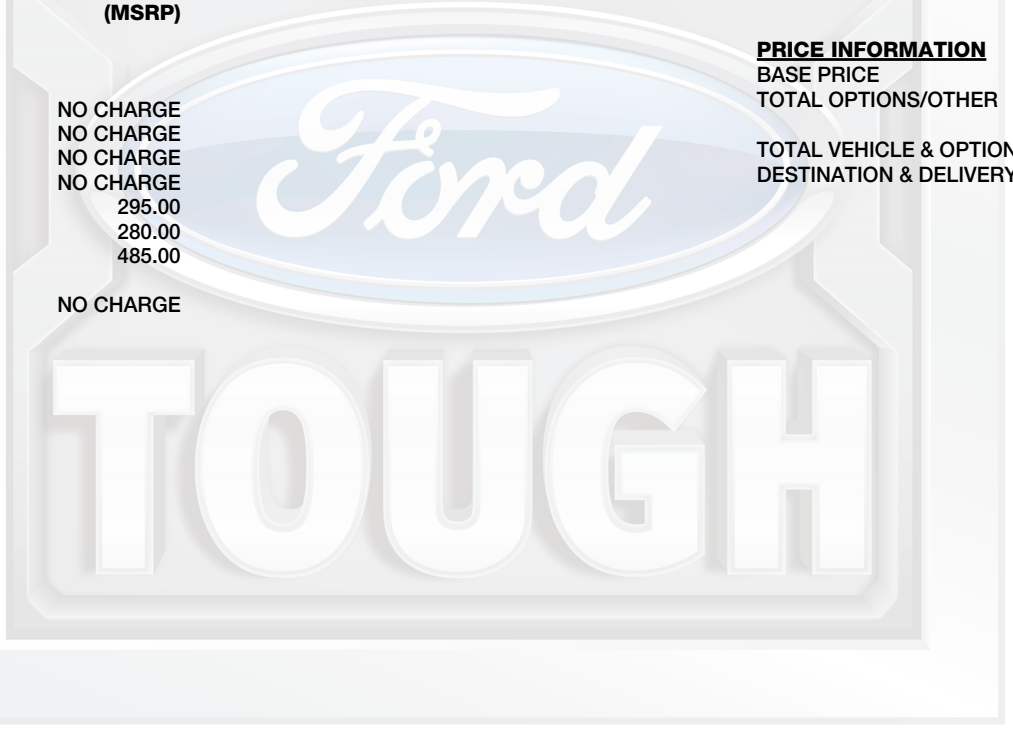 (MSRP)
NO CHARGE
NO CHARGE
NO CHARGE
NO CHARGE
295.00
280.00
485.00
NO CHARGE
PRICE INFORMATION
BASE PRICE
TOTAL OPTIONS/OTHER
TOTAL VEHICLE & OPTION
DESTINATION & DELIVERY
Ford
TOUGH